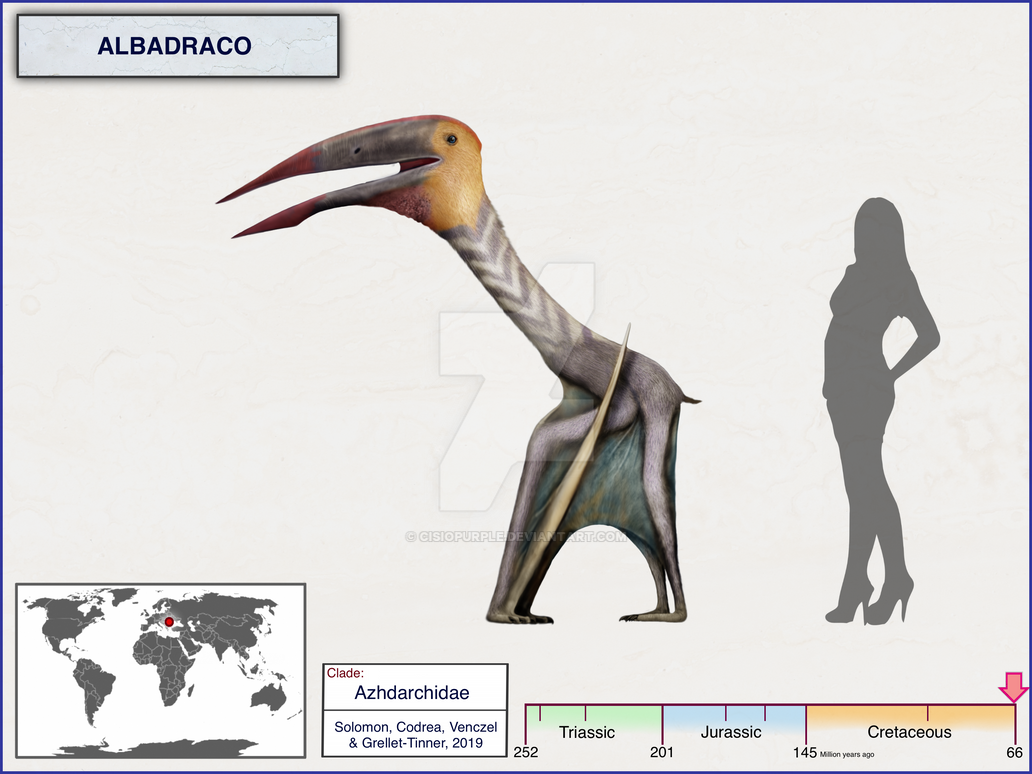 ALBADRACO
© CISIOPURPLE.DEVIANTART.COM
Clade:
Azhdarchidae
Solomon, Codrea, Venczel
& Grellet-Tinner, 2019
Triassic
Jurassic
Cretaceous
252
201
145 Million years ago
66